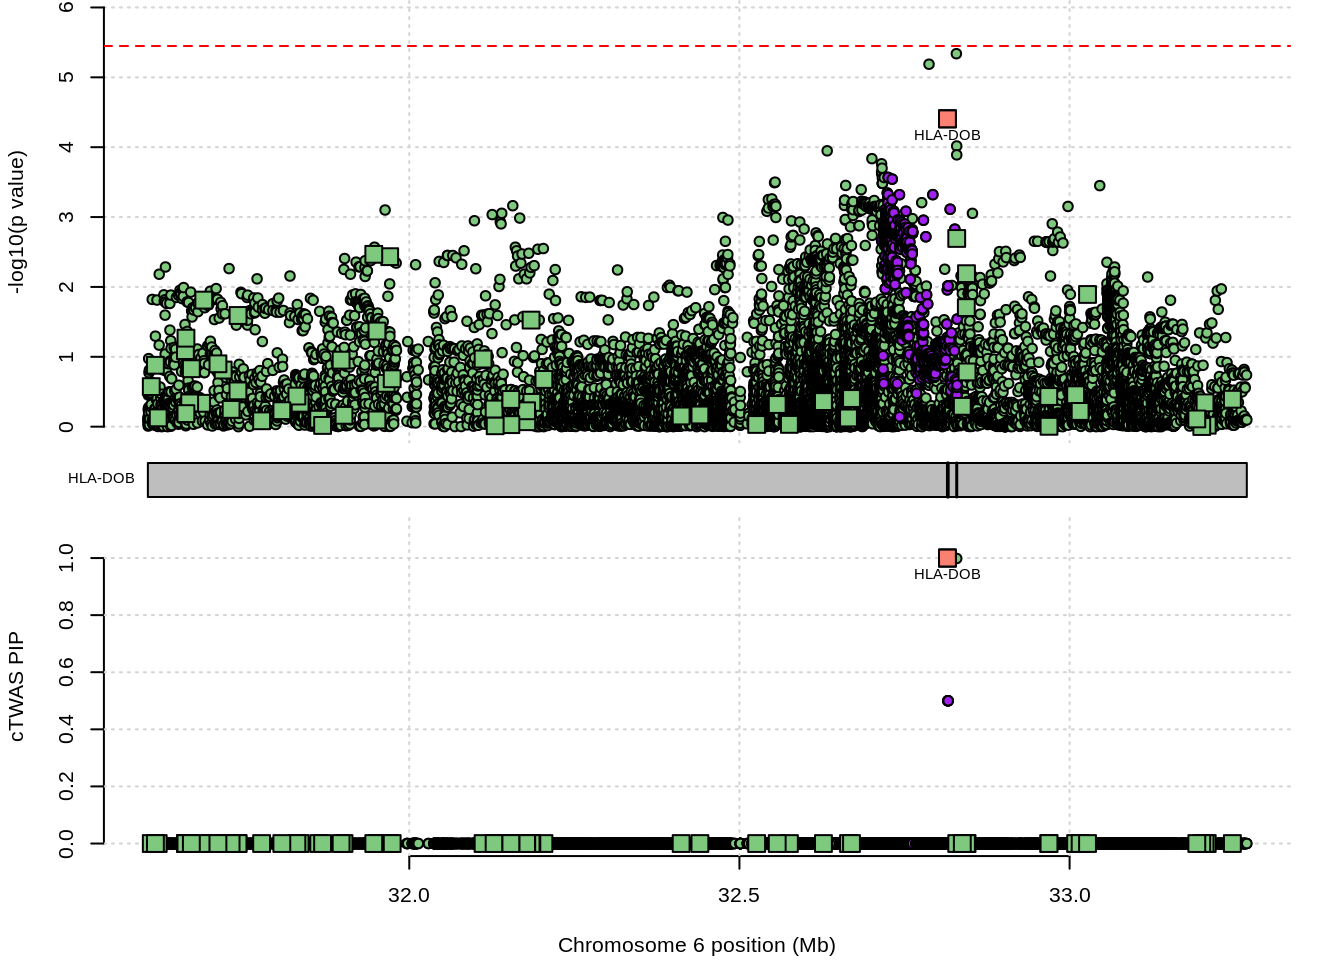 6
5
4
3
2
1
0
-log10(p value)
HLA-DOB
HLA-DOB
1.0
0.8
0.6
0.4
0.2
0.0
cTWAS PIP
HLA-DOB
32.0 32.5 33.0
Chromosome 6 position (Mb)